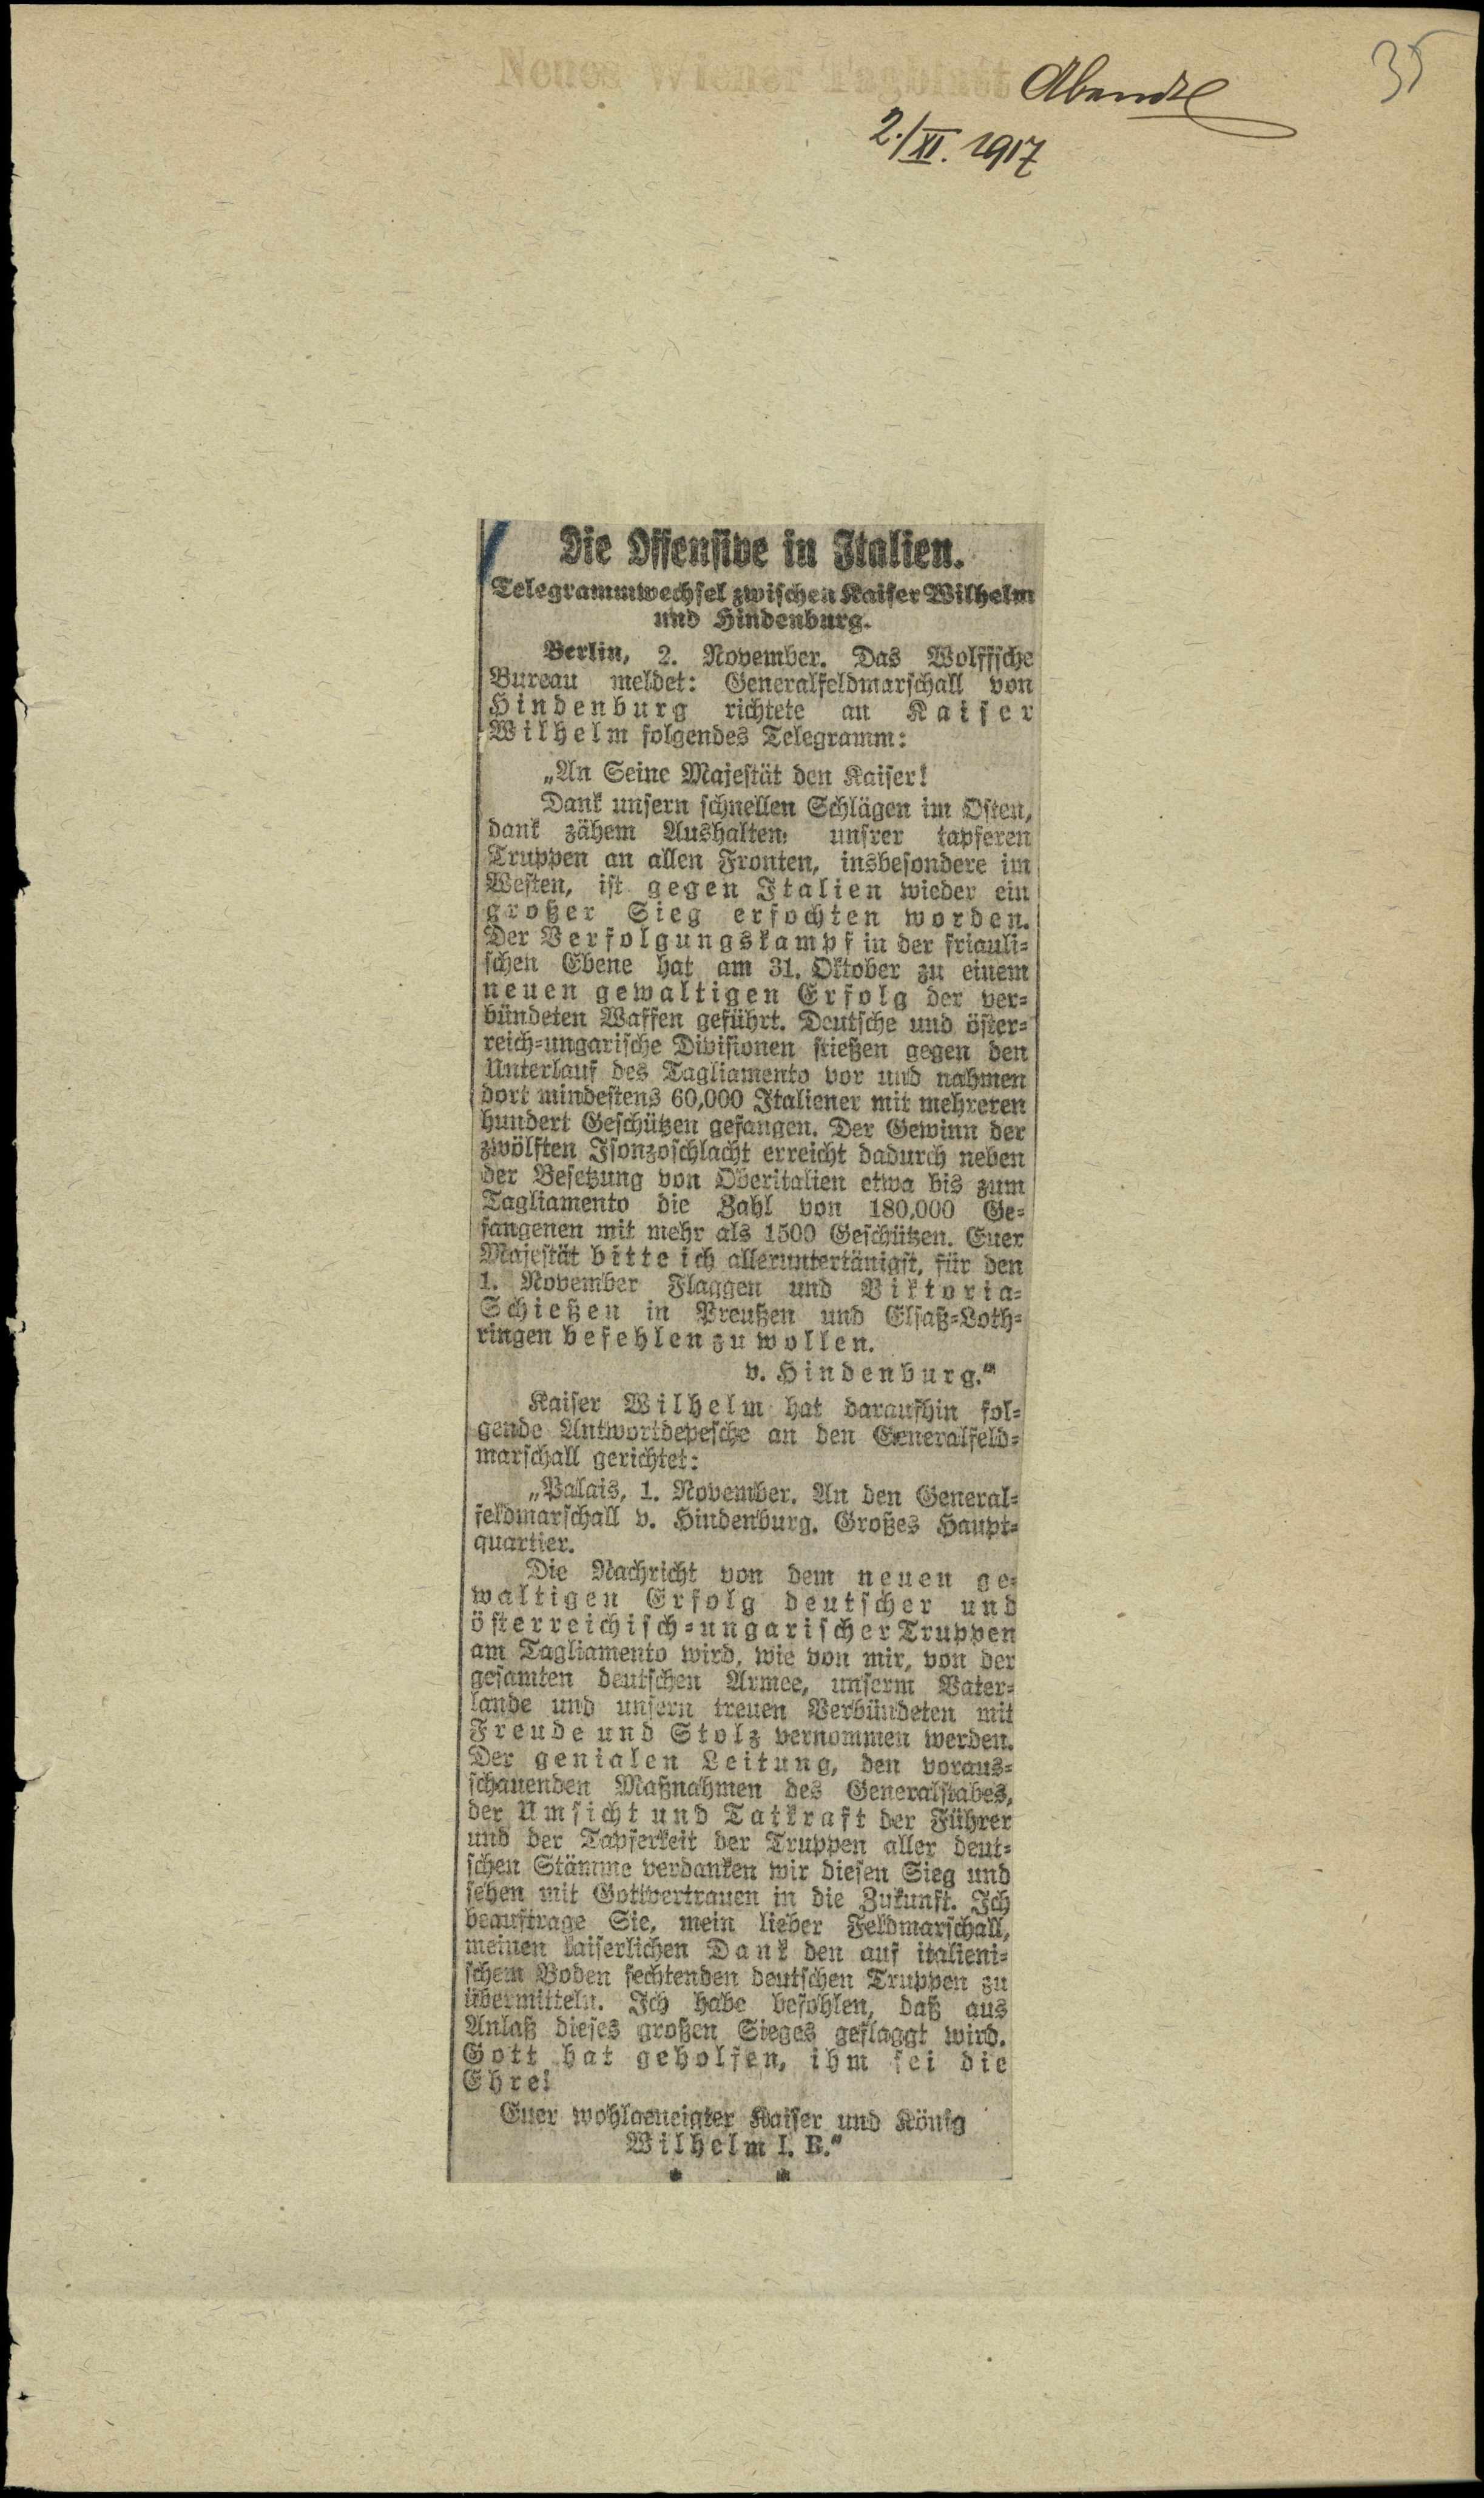 Neues Wiener Tagblatt
Abendbl
35
2./XI. 1917
Die Offensive in Italien.
Telegrammwechsel zwischen Kaiser Wilhelm
und Hindenburg.
Berlin, 2. November. Das Wolffsche
Bureau meldet: Generalfeldmarschall von
Hindenburg richtete an Kaiser
Wilhelm folgendes Telegramm:
„An Seine Majestät den Kaiser!
Dank unsern schnellen Schlägen im Osten,
dank zähem Aushalten unsrer tapferen
Truppen an allen Fronten, insbesondere im
Westen, ist gegen Italien wieder ein
großer Sieg erfochten worden.
Der Verfolgungskampf in der friauli-
schen Ebene hat am 31. Oktober zu einem
neuen gewaltigen Erfolg der ver-
bündeten Waffen geführt. Deutsche und öster-
reich-ungarische Divisionen stießen gegen den
Unterlauf des Tagliamento vor und nahmen
dort mindestens 60,000 Italiener mit mehreren
hundert Geschützen gefangen. Der Gewinn der
zwölften Isonzoschlacht erreicht dadurch neben
der Besetzung von Oberitalien etwa bis zum
Tagliamento die Zahl von 180,000 Ge-
fangenen mit mehr als 1500 Geschützen. Euer
Majestät bitte ich alleruntertänigst, für den
1. November Flaggen und Viktoria-
Schießen in Preußen und Elsaß-Loth-
ringen befehlen zu wollen.
v. Hindenburg."
Kaiser Wilhelm hat daraufhin fol-
gende Antwortdepesche an den Generalfeld-
marschall gerichtet:
„Palais, 1. November. An den General-
feldmarschall v. Hindenburg. Großes Haupt-
quartier.
Die Nachricht von dem neuen ge-
waltigen Erfolg deutscher und
österreichisch-ungarischer Truppen
am Tagliamento wird, wie von mir, von der
gesamten deutschen Armee, unserm Vater-
lande und unsern treuen Verbündeten mit
Freude und Stolz vernommen werden.
Der genialen Leitung, den voraus-
schauenden Maßnahmen des Generalstabes,
der Umsicht und Tatkraft der Führer
und der Tapferkeit der Truppen aller deut-
schen Stämme verdanken wir diesen Sieg und
sehen mit Gottvertrauen in die Zukunft. Ich
beauftrage Sie, mein lieber Feldmarschall,
meinen kaiserlichen Dank den auf italieni-
schem Boden fechtenden deutschen Truppen zu
übermitteln. Ich habe befohlen, daß aus
Anlaß dieses großen Sieges geflaggt wird.
Gott hat geholfen, ihm sei die
Ehre!
Euer wohlgeneigter Kaiser und König
Wilhelm I. R."
* *